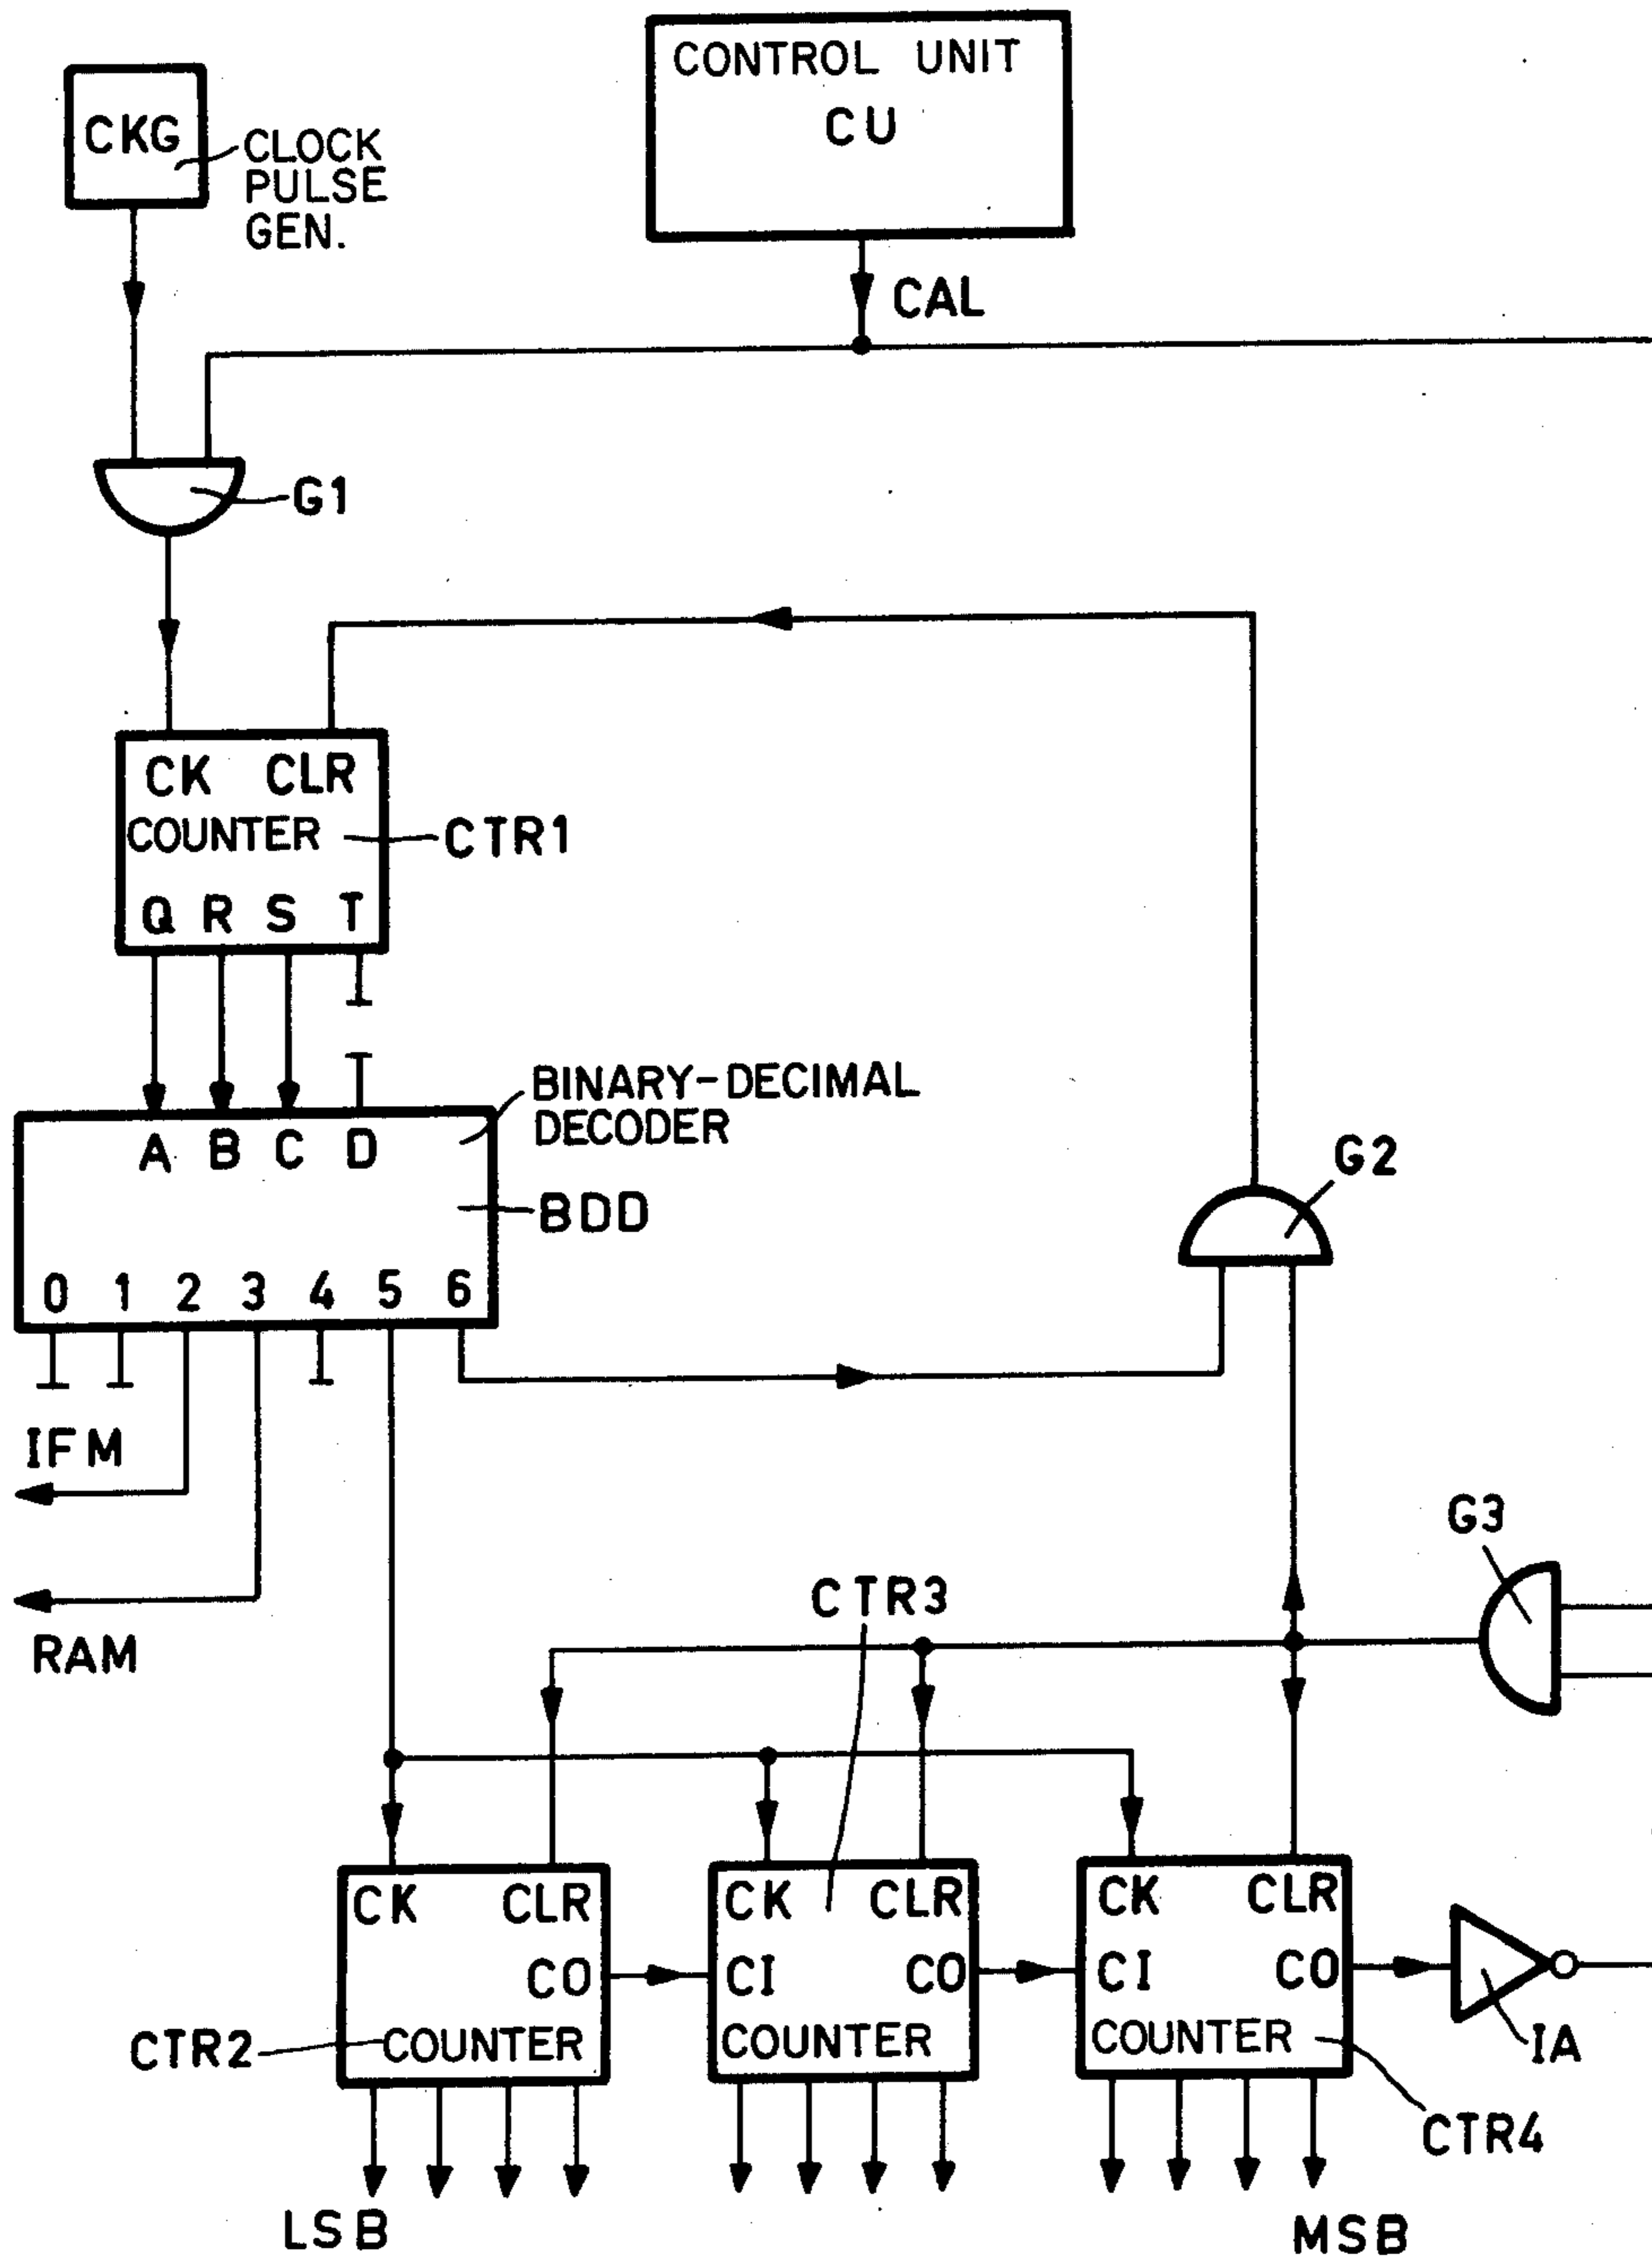 CONTROL UNIT
CU
CKG
CLOCK
PULSE
GEN.
CAL
G1
CK CLR
COUNTER
CTR1
Q R S T
BINARY-DECIMAL
DECODER
A B C D
G2
BDD
0 1 2 3 4 5 6
IFM
G3
CTR3
RAM
CK CLR
CO
COUNTER
CTR2
CK CLR
CI CO
COUNTER
CK CLR
CI CO
COUNTER
IA
CTR4
LSB
MSB